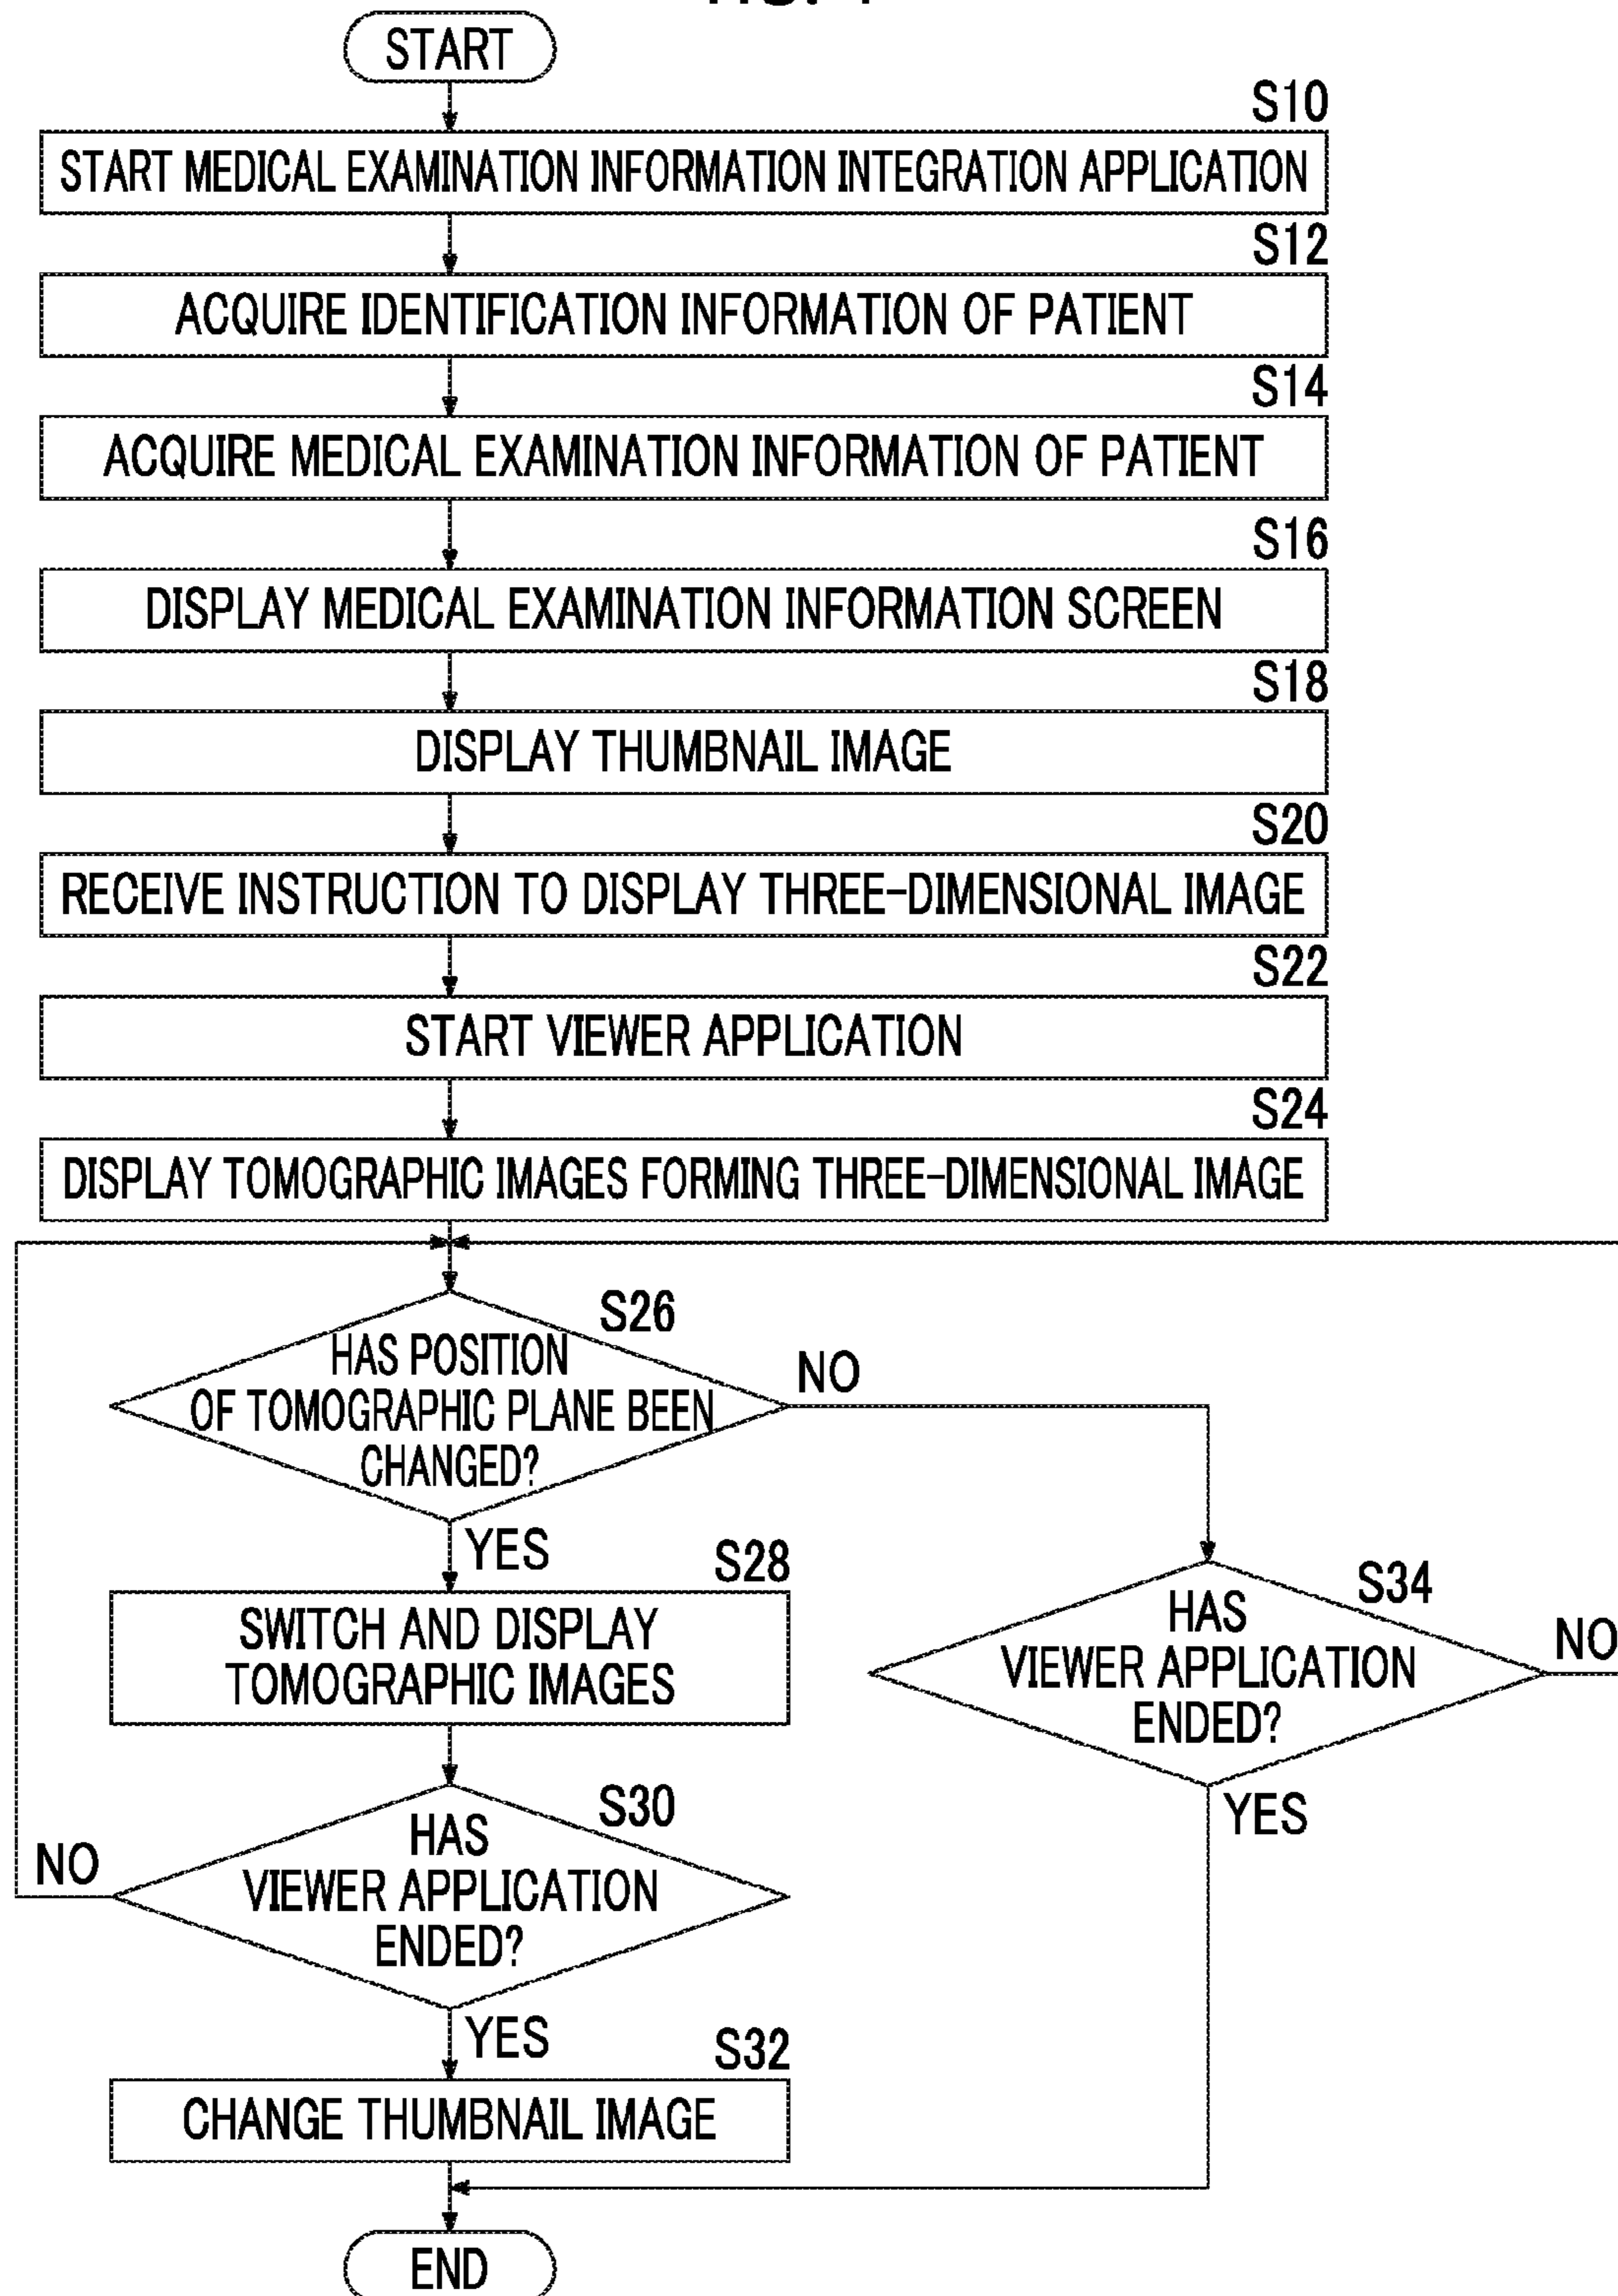 START
S10
START MEDICAL EXAMINATION INFORMATION INTEGRATION APPLICATION
S12
ACQUIRE IDENTIFICATION INFORMATION OF PATIENT
S14
ACQUIRE MEDICAL EXAMINATION INFORMATION OF PATIENT
S16
DISPLAY MEDICAL EXAMINATION INFORMATION SCREEN
S18
DISPLAY THUMBNAIL IMAGE
S20
RECEIVE INSTRUCTION TO DISPLAY THREE-DIMENSIONAL IMAGE
S22
START VIEWER APPLICATION
S24
DISPLAY TOMOGRAPHIC IMAGES FORMING THREE-DIMENSIONAL IMAGE
S26
HAS POSITION
OF TOMOGRAPHIC PLANE BEEN
CHANGED?
NO
YES
S28
SWITCH AND DISPLAY
TOMOGRAPHIC IMAGES
S34
HAS
VIEWER APPLICATION
ENDED?
NO
YES
S30
HAS
VIEWER APPLICATION
ENDED?
NO
YES
S32
CHANGE THUMBNAIL IMAGE
END